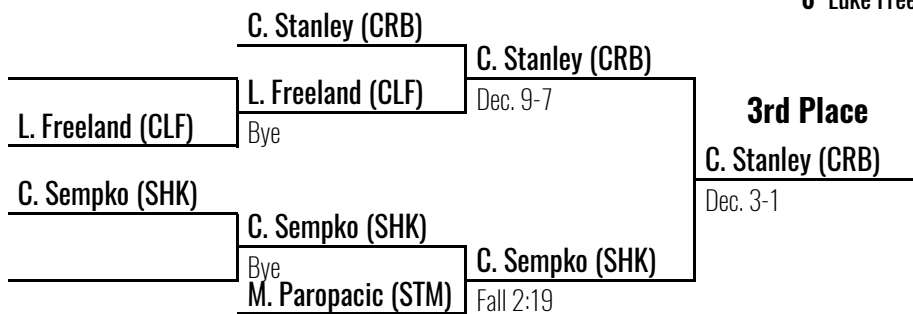 Luke
C. Stanley (CRB)
C. Stanley (CRB)
L. Freeland (CLF)
Dec. 9-7
3rd Place
L. Freeland (CLF)
Bye
C. Stanley (CRB)
C. Sempko (SHK)
Dec. 3-1
C. Sempko (SHK)
Bye
C. Sempko (SHK)
M. Paropacic (STM)
Fall 2:19